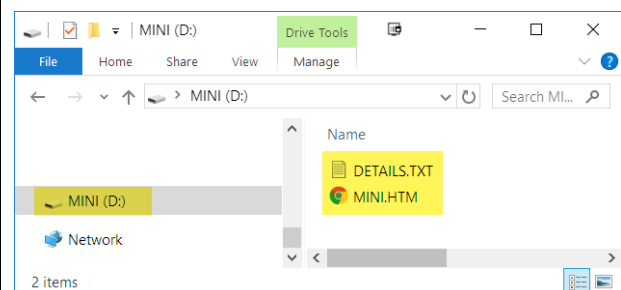 MINI (D:)
Drive Tools
File Home Share View Manage
MINI (D:)
Search MI...
Name
DETAILS.TXT
MINI (D:)
MINI.HTM
Network
2 items